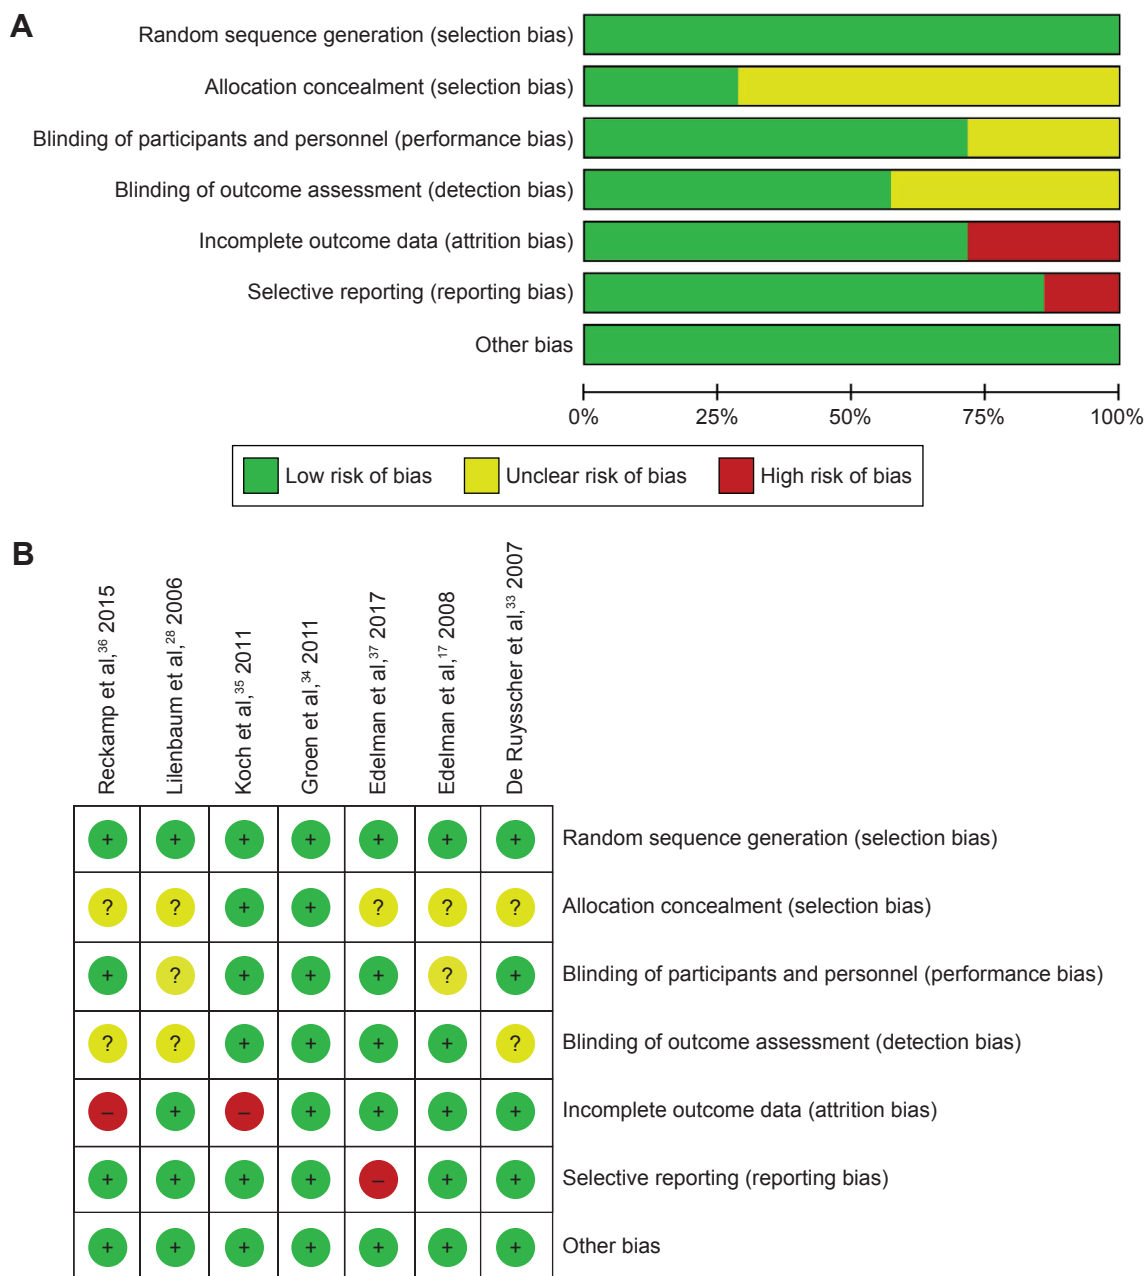 A
Random sequence generation (selection bias)
Allocation concealment (selection bias)
Blinding of participants and personnel (performance bias)
Blinding of outcome assessment (detection bias)
Incomplete outcome data (attrition bias)
Selective reporting (reporting bias)
Other bias
0% 25% 50% 75% 100%
Low risk of bias Unclear risk of bias High risk of bias
B
Reckamp et al,36 2015
Lilenbaum et al,28 2006
Koch et al,35 2011
Groen et al,34 2011
Edelman et al,37 2017
Edelman et al,17 2008
De Ruysscher et al,33 2007
+ + + + + + + Random sequence generation (selection bias)
? ? + + ? ? ? Allocation concealment (selection bias)
+ ? + + + ? + Blinding of participants and personnel (performance bias)
? ? + + + + ? Blinding of outcome assessment (detection bias)
– + – + + + + Incomplete outcome data (attrition bias)
+ + + + – + + Selective reporting (reporting bias)
+ + + + + + + Other bias